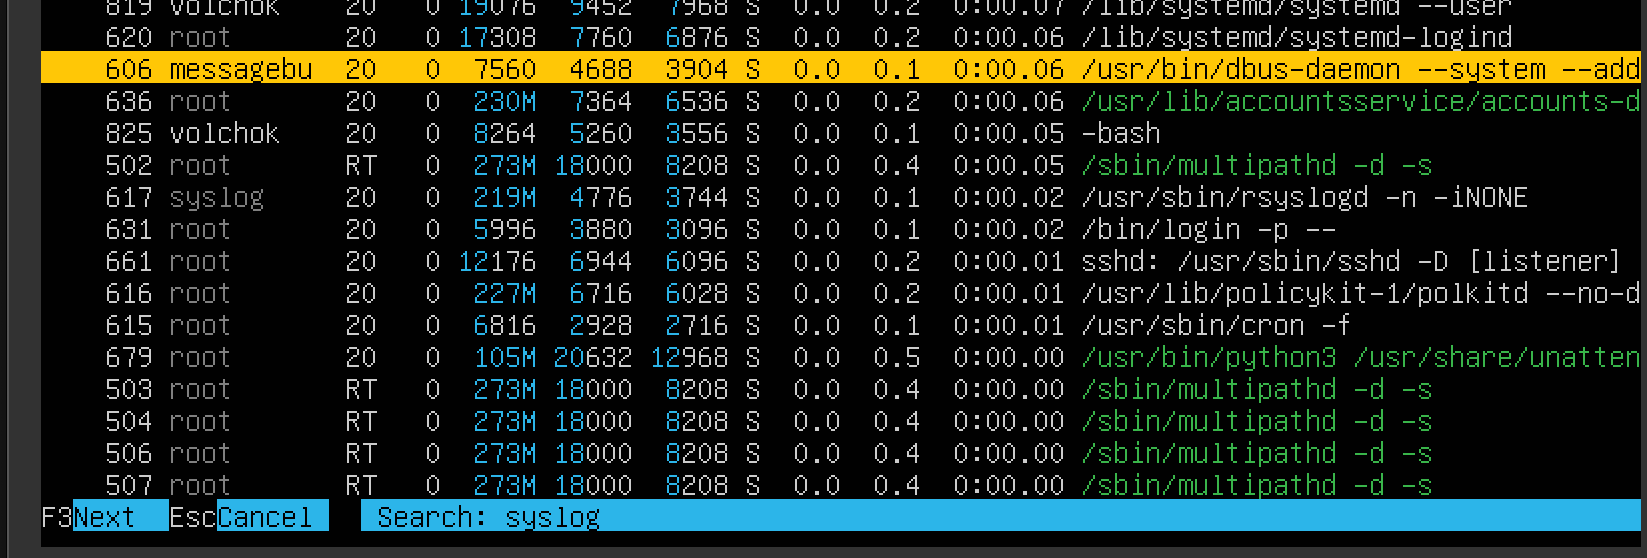 819 volchok 20 0 19076 9452 7968 S 0.0 0.2 0:00.07 /lib/systemd/systemd --user
620 root 20 0 17308 7760 6876 S 0.0 0.2 0:00.06 /lib/systemd/systemd-logind
606 messagebu 20 0 7560 4688 3904 S 0.0 0.1 0:00.06 /usr/bin/dbus-daemon --system --add
636 root 20 0 230M 7364 6536 S 0.0 0.2 0:00.06 /usr/lib/accountsservice/accounts-d
825 volchok 20 0 8264 5260 3556 S 0.0 0.1 0:00.05 -bash
502 root RT 0 273M 18000 8208 S 0.0 0.4 0:00.05 /sbin/multipathd -d -s
617 syslog 20 0 219M 4776 3744 S 0.0 0.1 0:00.02 /usr/sbin/rsyslogd -n -iNONE
631 root 20 0 5996 3880 3096 S 0.0 0.1 0:00.02 /bin/login -p --
661 root 20 0 12176 6944 6096 S 0.0 0.2 0:00.01 sshd: /usr/sbin/sshd -D [listener]
616 root 20 0 227M 6716 6028 S 0.0 0.2 0:00.01 /usr/lib/policykit-1/polkitd --no-d
615 root 20 0 6816 2928 2716 S 0.0 0.1 0:00.01 /usr/sbin/cron -f
679 root 20 0 105M 20632 12968 S 0.0 0.5 0:00.00 /usr/bin/python3 /usr/share/unatten
503 root RT 0 273M 18000 8208 S 0.0 0.4 0:00.00 /sbin/multipathd -d -s
504 root RT 0 273M 18000 8208 S 0.0 0.4 0:00.00 /sbin/multipathd -d -s
506 root RT 0 273M 18000 8208 S 0.0 0.4 0:00.00 /sbin/multipathd -d -s
507 root RT 0 273M 18000 8208 S 0.0 0.4 0:00.00 /sbin/multipathd -d -s
F3Next EscCancel Search: syslog